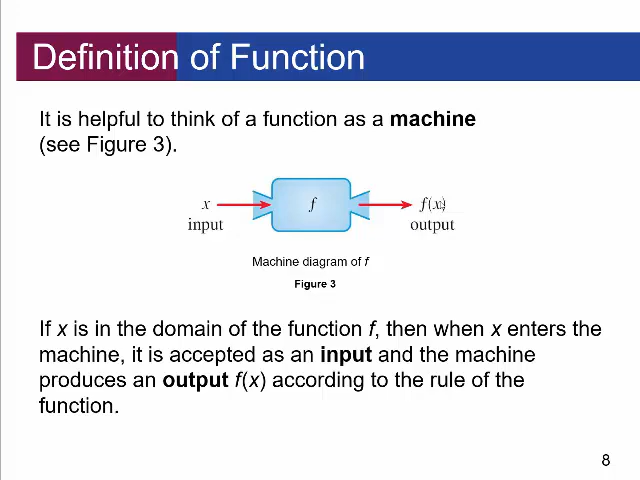 Definition of Function
It is helpful to think of a function as a machine
(see Figure 3).
x f f(x)
input output
Machine diagram of f
Figure 3
If x is in the domain of the function f, then when x enters the
machine, it is accepted as an input and the machine
produces an output f(x) according to the rule of the
function.
8